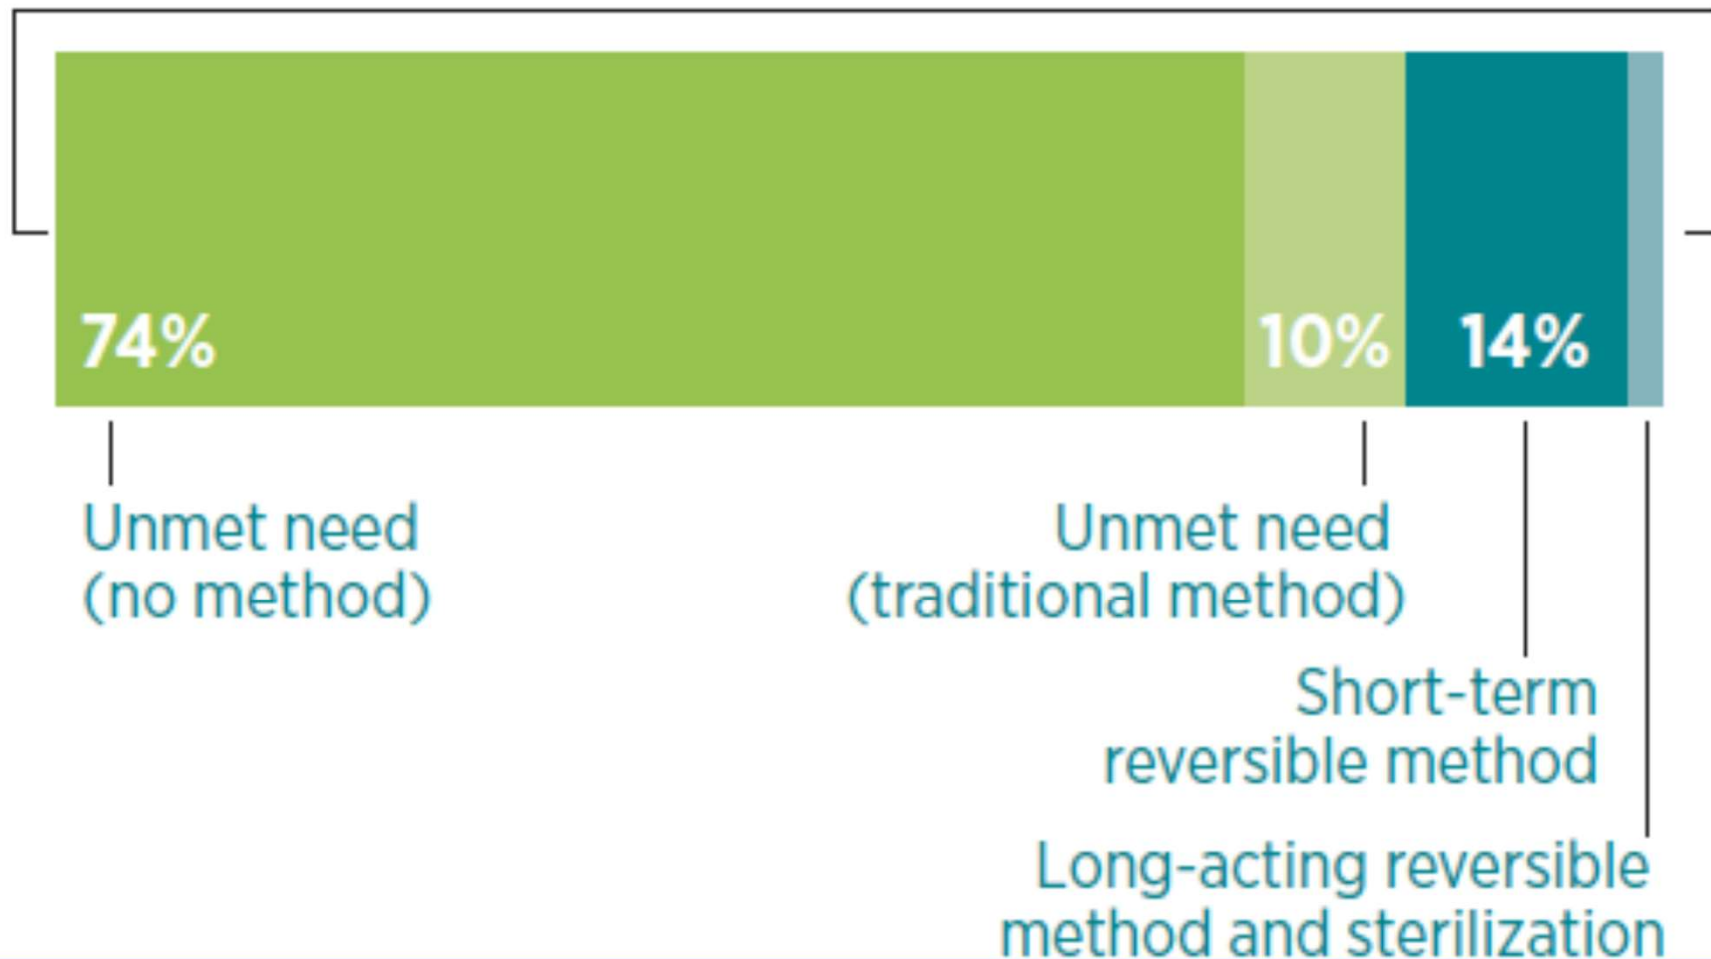 74%
10%
14%
Unmet need
(no method)
Unmet need
(traditional method)
Short-term
reversible method
Long-acting reversible
method and sterilization